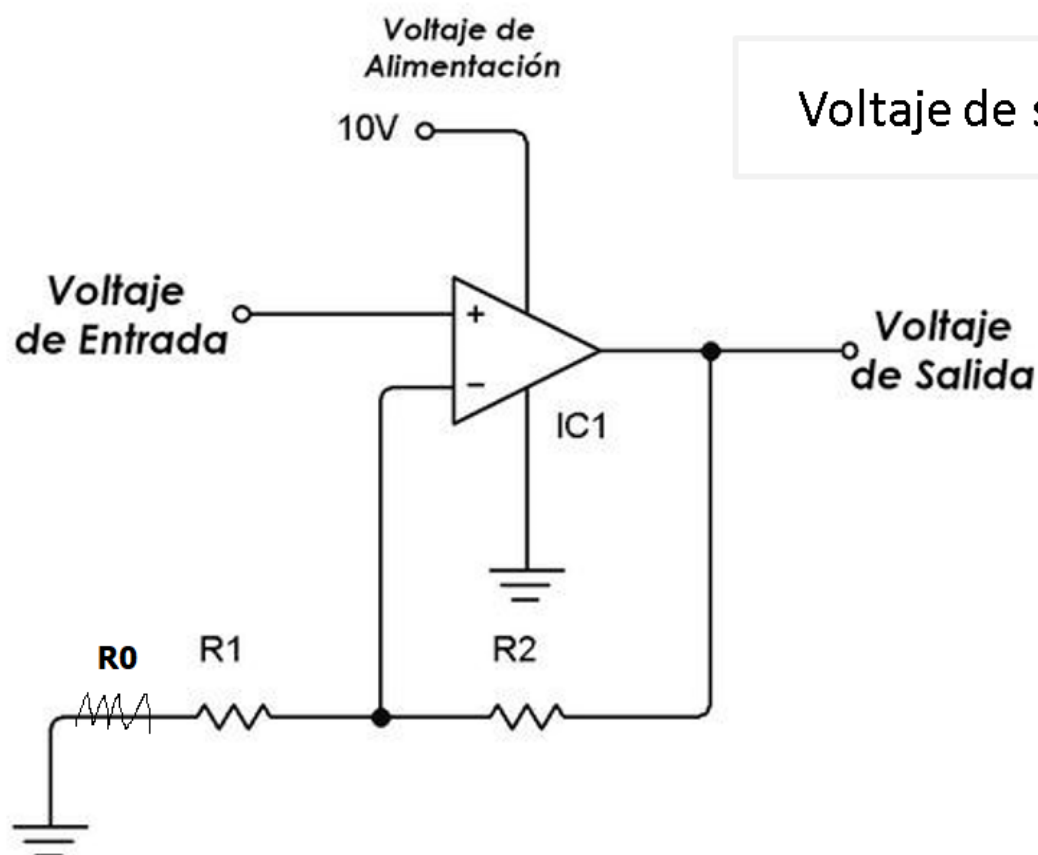 Voltaje de
Alimentación
10V
Voltaje de
Voltaje
de Entrada
+
−
IC1
Voltaje
de Salida
R0
R1
R2